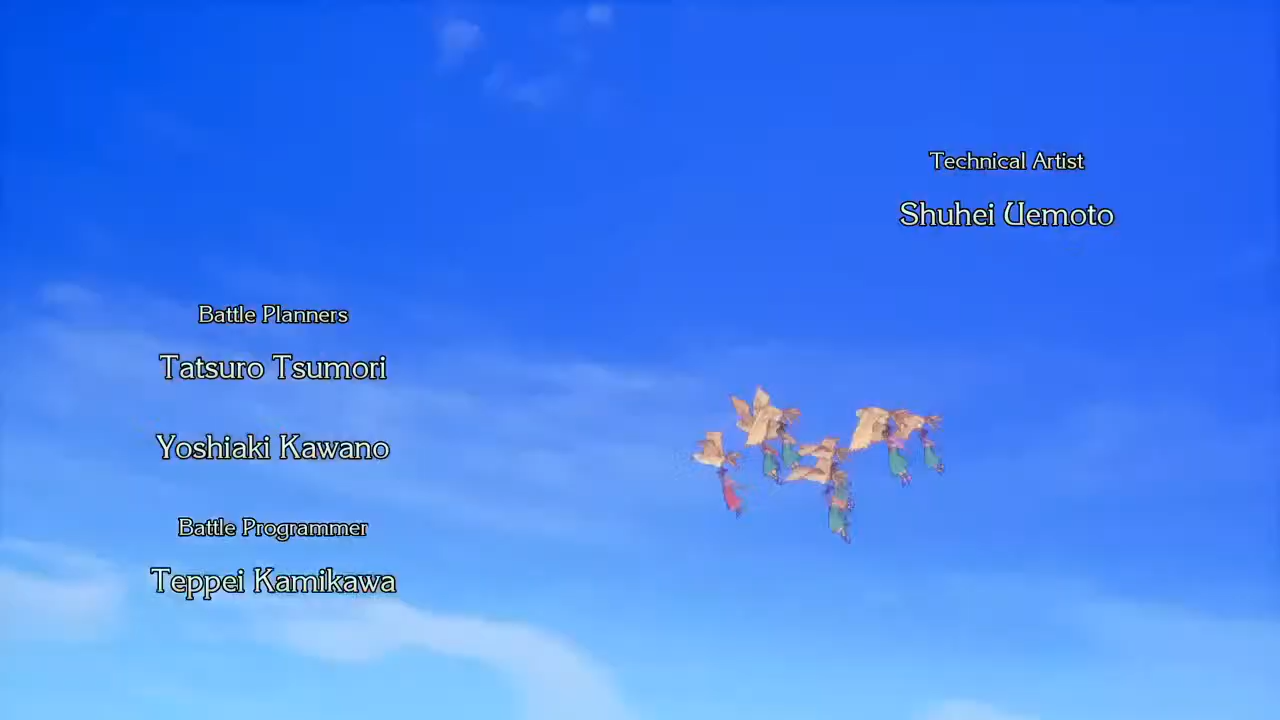 Technical Artist
Shuhei Uemoto
Battle Planners
Tatsuro Tsumori
Yoshiaki Kawano
Battle Programmer
Teppei Kamikawa